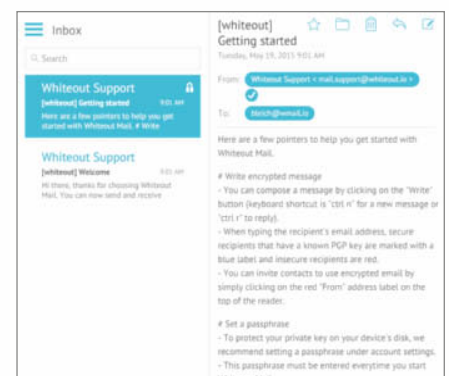 Inbox
Search
Whiteout Support
[whiteout] Getting started 9:01 AM
Here are a few pointers to help you get
started with Whiteout Mail. # Write
Whiteout Support
[whiteout] Welcome 9:01 AM
Hi there, thanks for choosing Whiteout
Mail. You can now send and receive
[whiteout]
Getting started
Tuesday, May 19, 2015 9:01 AM
From: Whiteout Support < mail.support@whiteout.io >
To:
Here are a few pointers to help you get started with
Whiteout Mail.
# Write encrypted message
- You can compose a message by clicking on the "Write"
button (keyboard shortcut is "ctrl n" for a new message or
"ctrl r" to reply).
- When typing the recipient's email address, secure
recipients that have a known PGP key are marked with a
blue label and insecure recipients are red.
- You can invite contacts to use encrypted email by
simply clicking on the red "From" address label on the
top of the reader.
# Set a passphrase
- To protect your private key on your device's disk, we
recommend setting a passphrase under account settings.
- This passphrase must be entered everytime you start